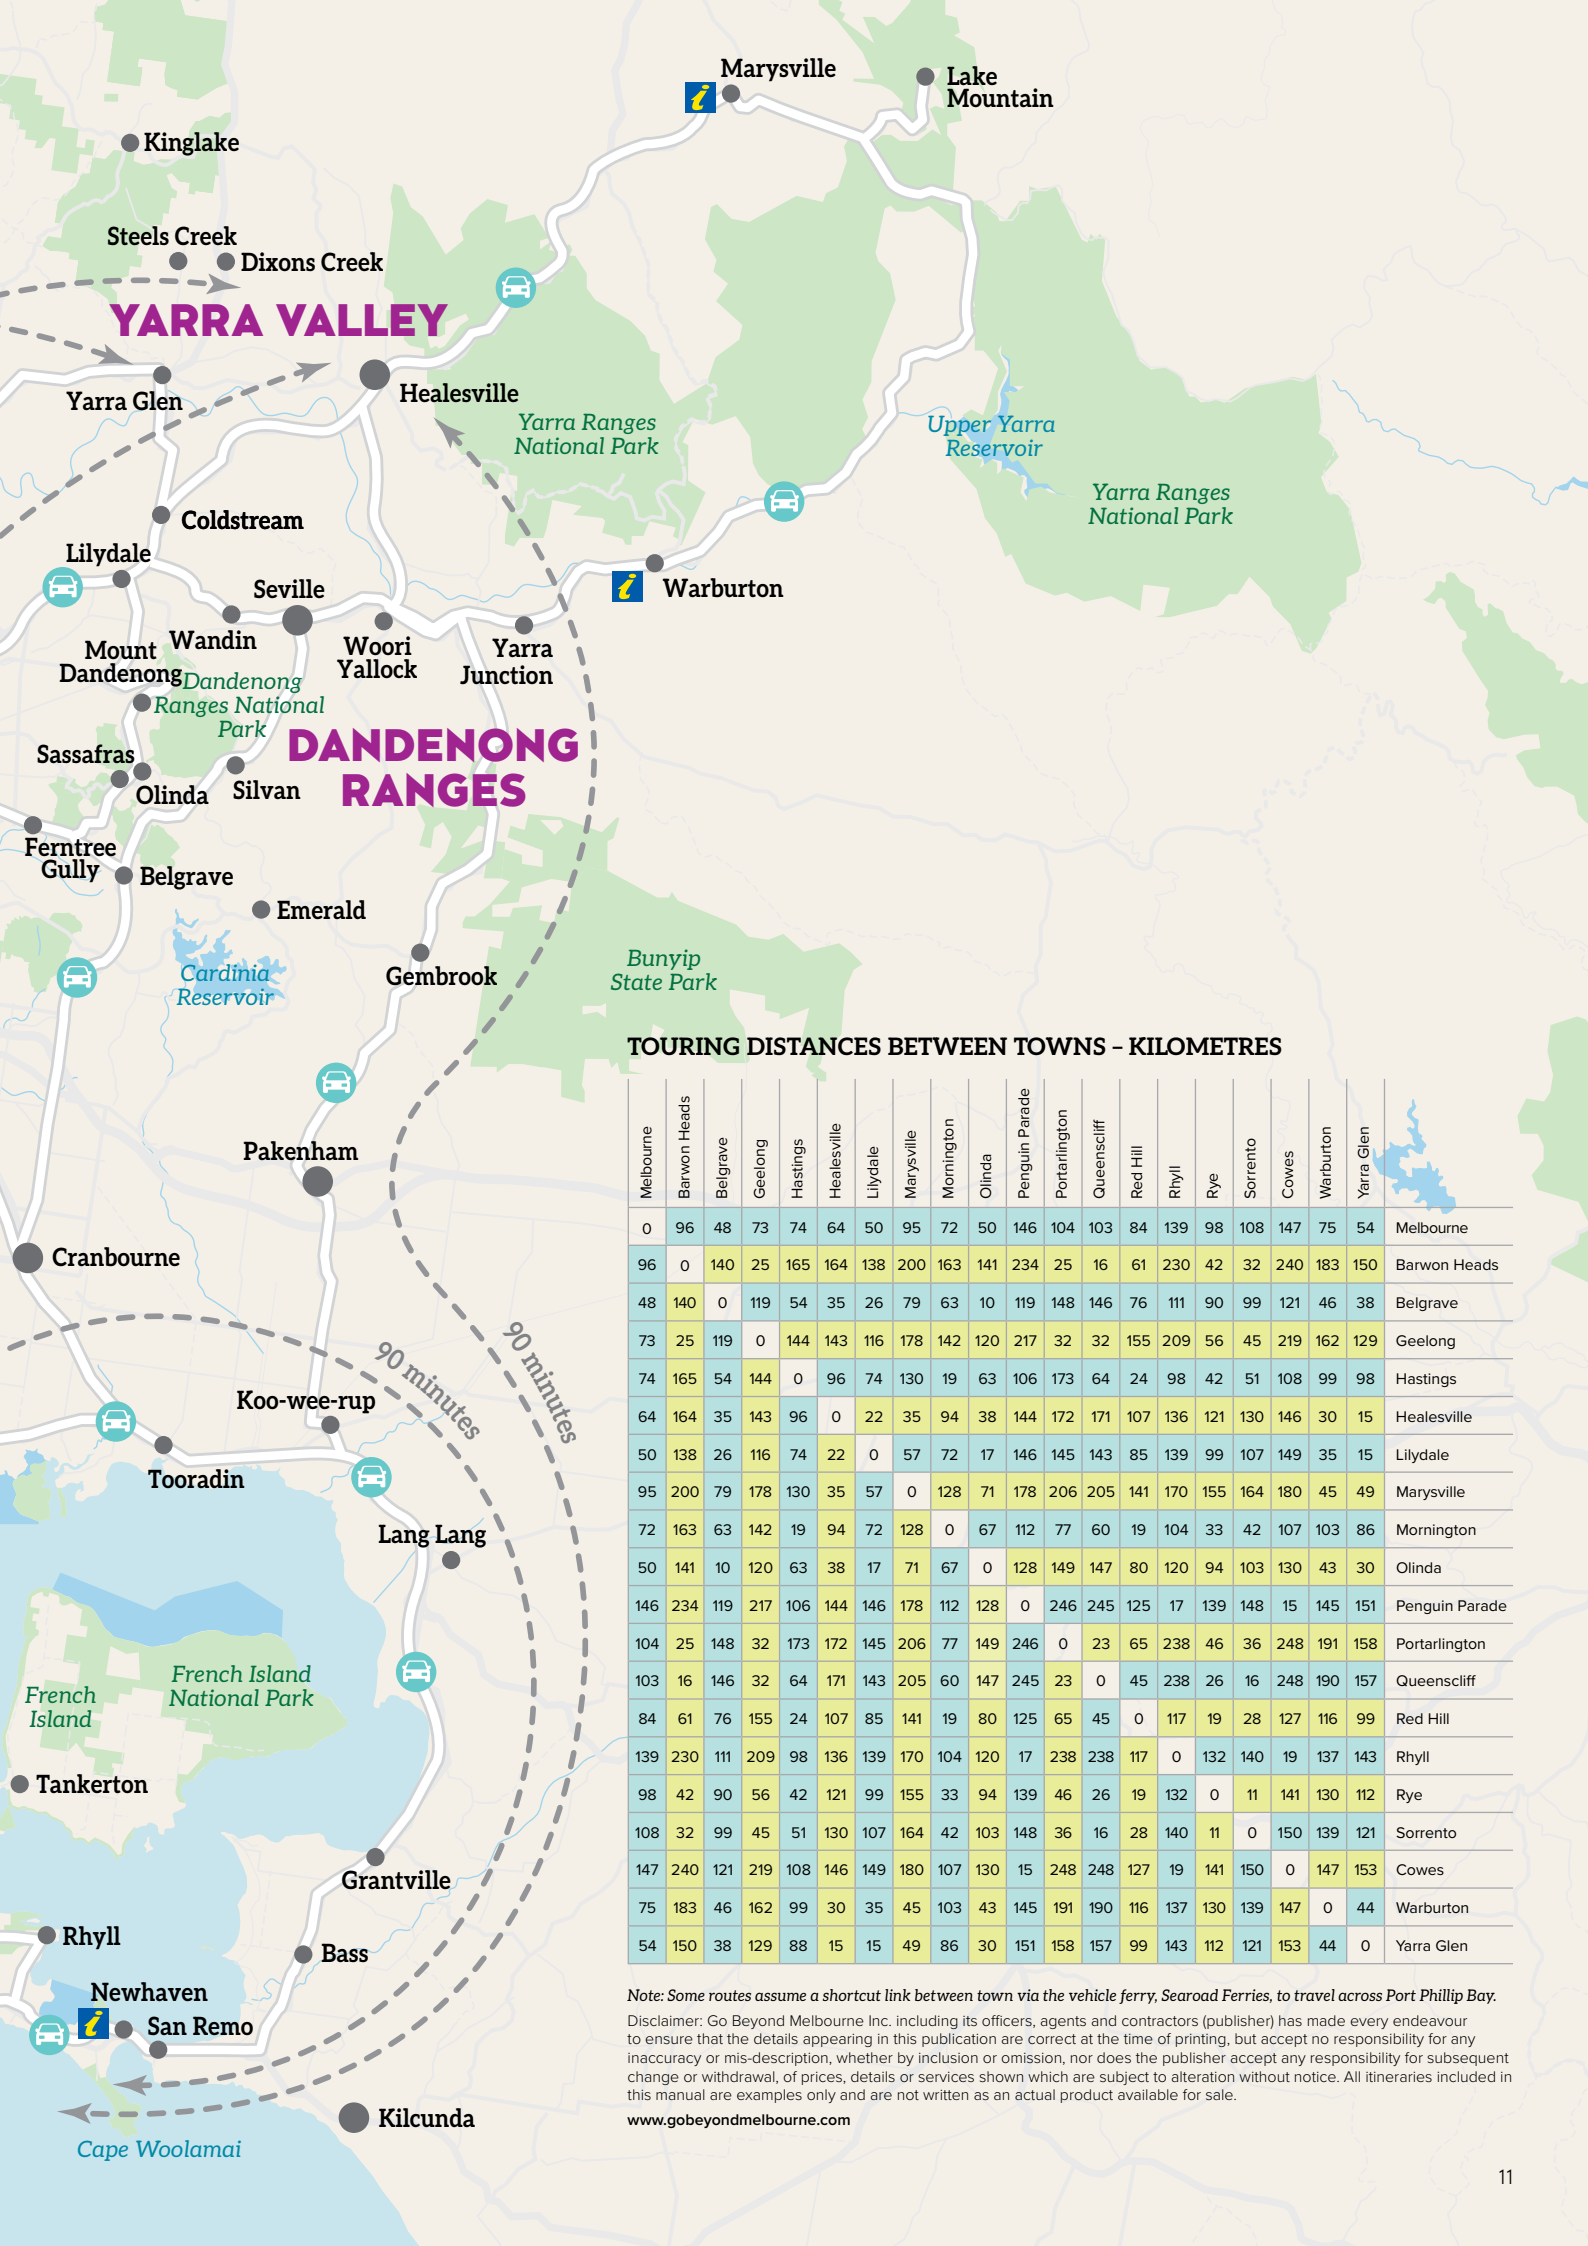 Marysville
Lake
Mountain
Kinglake
Steels Creek
Dixons Creek
YARRA VALLEY
Yarra Glen
Healesville
Yarra Ranges
National Park
Upper Yarra
Reservoir
Yarra Ranges
National Park
Coldstream
Lilydale
Seville
Warburton
Wandin
Mount
Dandenong
Woori
Yallock
Yarra
Junction
Dandenong
Ranges National
Park
DANDENONG
RANGES
Sassafras
Olinda
Silvan
Ferntree
Gully
Belgrave
Emerald
Cardinia
Reservoir
Gembrook
Bunyip
State Park
Pakenham
Cranbourne
90 minutes
90 minutes
Koo-wee-rup
Tooradin
Lang Lang
French Island
National Park
French
Island
Tankerton
Grantville
Rhyll
Bass
Newhaven
San Remo
Kilcunda
Cape Woolamai
TOURING DISTANCES BETWEEN TOWNS – KILOMETRES
Melbourne Barwon Heads Belgrave Geelong Hastings Healesville Lilydale Marysville Mornington Olinda Penguin Parade Portarlington Queenscliff Red Hill Rhyll Rye Sorrento Cowes Warburton Yarra Glen
0 96 48 73 74 64 50 95 72 50 146 104 103 84 139 98 108 147 75 54 Melbourne
96 0 140 25 165 164 138 200 163 141 234 25 16 61 230 42 32 240 183 150 Barwon Heads
48 140 0 119 54 35 26 79 63 10 119 148 146 76 111 90 99 121 46 38 Belgrave
73 25 119 0 144 143 116 178 142 120 217 32 32 155 209 56 45 219 162 129 Geelong
74 165 54 144 0 96 74 130 19 63 106 173 64 24 98 42 51 108 99 98 Hastings
64 164 35 143 96 0 22 35 94 38 144 172 171 107 136 121 130 146 30 15 Healesville
50 138 26 116 74 22 0 57 72 17 146 145 143 85 139 99 107 149 35 15 Lilydale
95 200 79 178 130 35 57 0 128 71 178 206 205 141 170 155 164 180 45 49 Marysville
72 163 63 142 19 94 72 128 0 67 112 77 60 19 104 33 42 107 103 86 Mornington
50 141 10 120 63 38 17 71 67 0 128 149 147 80 120 94 103 130 43 30 Olinda
146 234 119 217 106 144 146 178 112 128 0 246 245 125 17 139 148 15 145 151 Penguin Parade
104 25 148 32 173 172 145 206 77 149 246 0 23 65 238 46 36 248 191 158 Portarlington
103 16 146 32 64 171 143 205 60 147 245 23 0 45 238 26 16 248 190 157 Queenscliff
84 61 76 155 24 107 85 141 19 80 125 65 45 0 117 19 28 127 116 99 Red Hill
139 230 111 209 98 136 139 170 104 120 17 238 238 117 0 132 140 19 137 143 Rhyll
98 42 90 56 42 121 99 155 33 94 139 46 26 19 132 0 11 141 130 112 Rye
108 32 99 45 51 130 107 164 42 103 148 36 16 28 140 11 0 150 139 121 Sorrento
147 240 121 219 108 146 149 180 107 130 15 248 248 127 19 141 150 0 147 153 Cowes
75 183 46 162 99 30 35 45 103 43 145 191 190 116 137 130 139 147 0 44 Warburton
54 150 38 129 88 15 15 49 86 30 151 158 157 99 143 112 121 153 44 0 Yarra Glen
Note: Some routes assume a shortcut link between town via the vehicle ferry, Searoad Ferries, to travel across Port Phillip Bay.
Disclaimer: Go Beyond Melbourne Inc. including its officers, agents and contractors (publisher) has made every endeavour
to ensure that the details appearing in this publication are correct at the time of printing, but accept no responsibility for any
inaccuracy or mis-description, whether by inclusion or omission, nor does the publisher accept any responsibility for subsequent
change or withdrawal, of prices, details or services shown which are subject to alteration without notice. All itineraries included in
this manual are examples only and are not written as an actual product available for sale.
www.gobeyondmelbourne.com
11